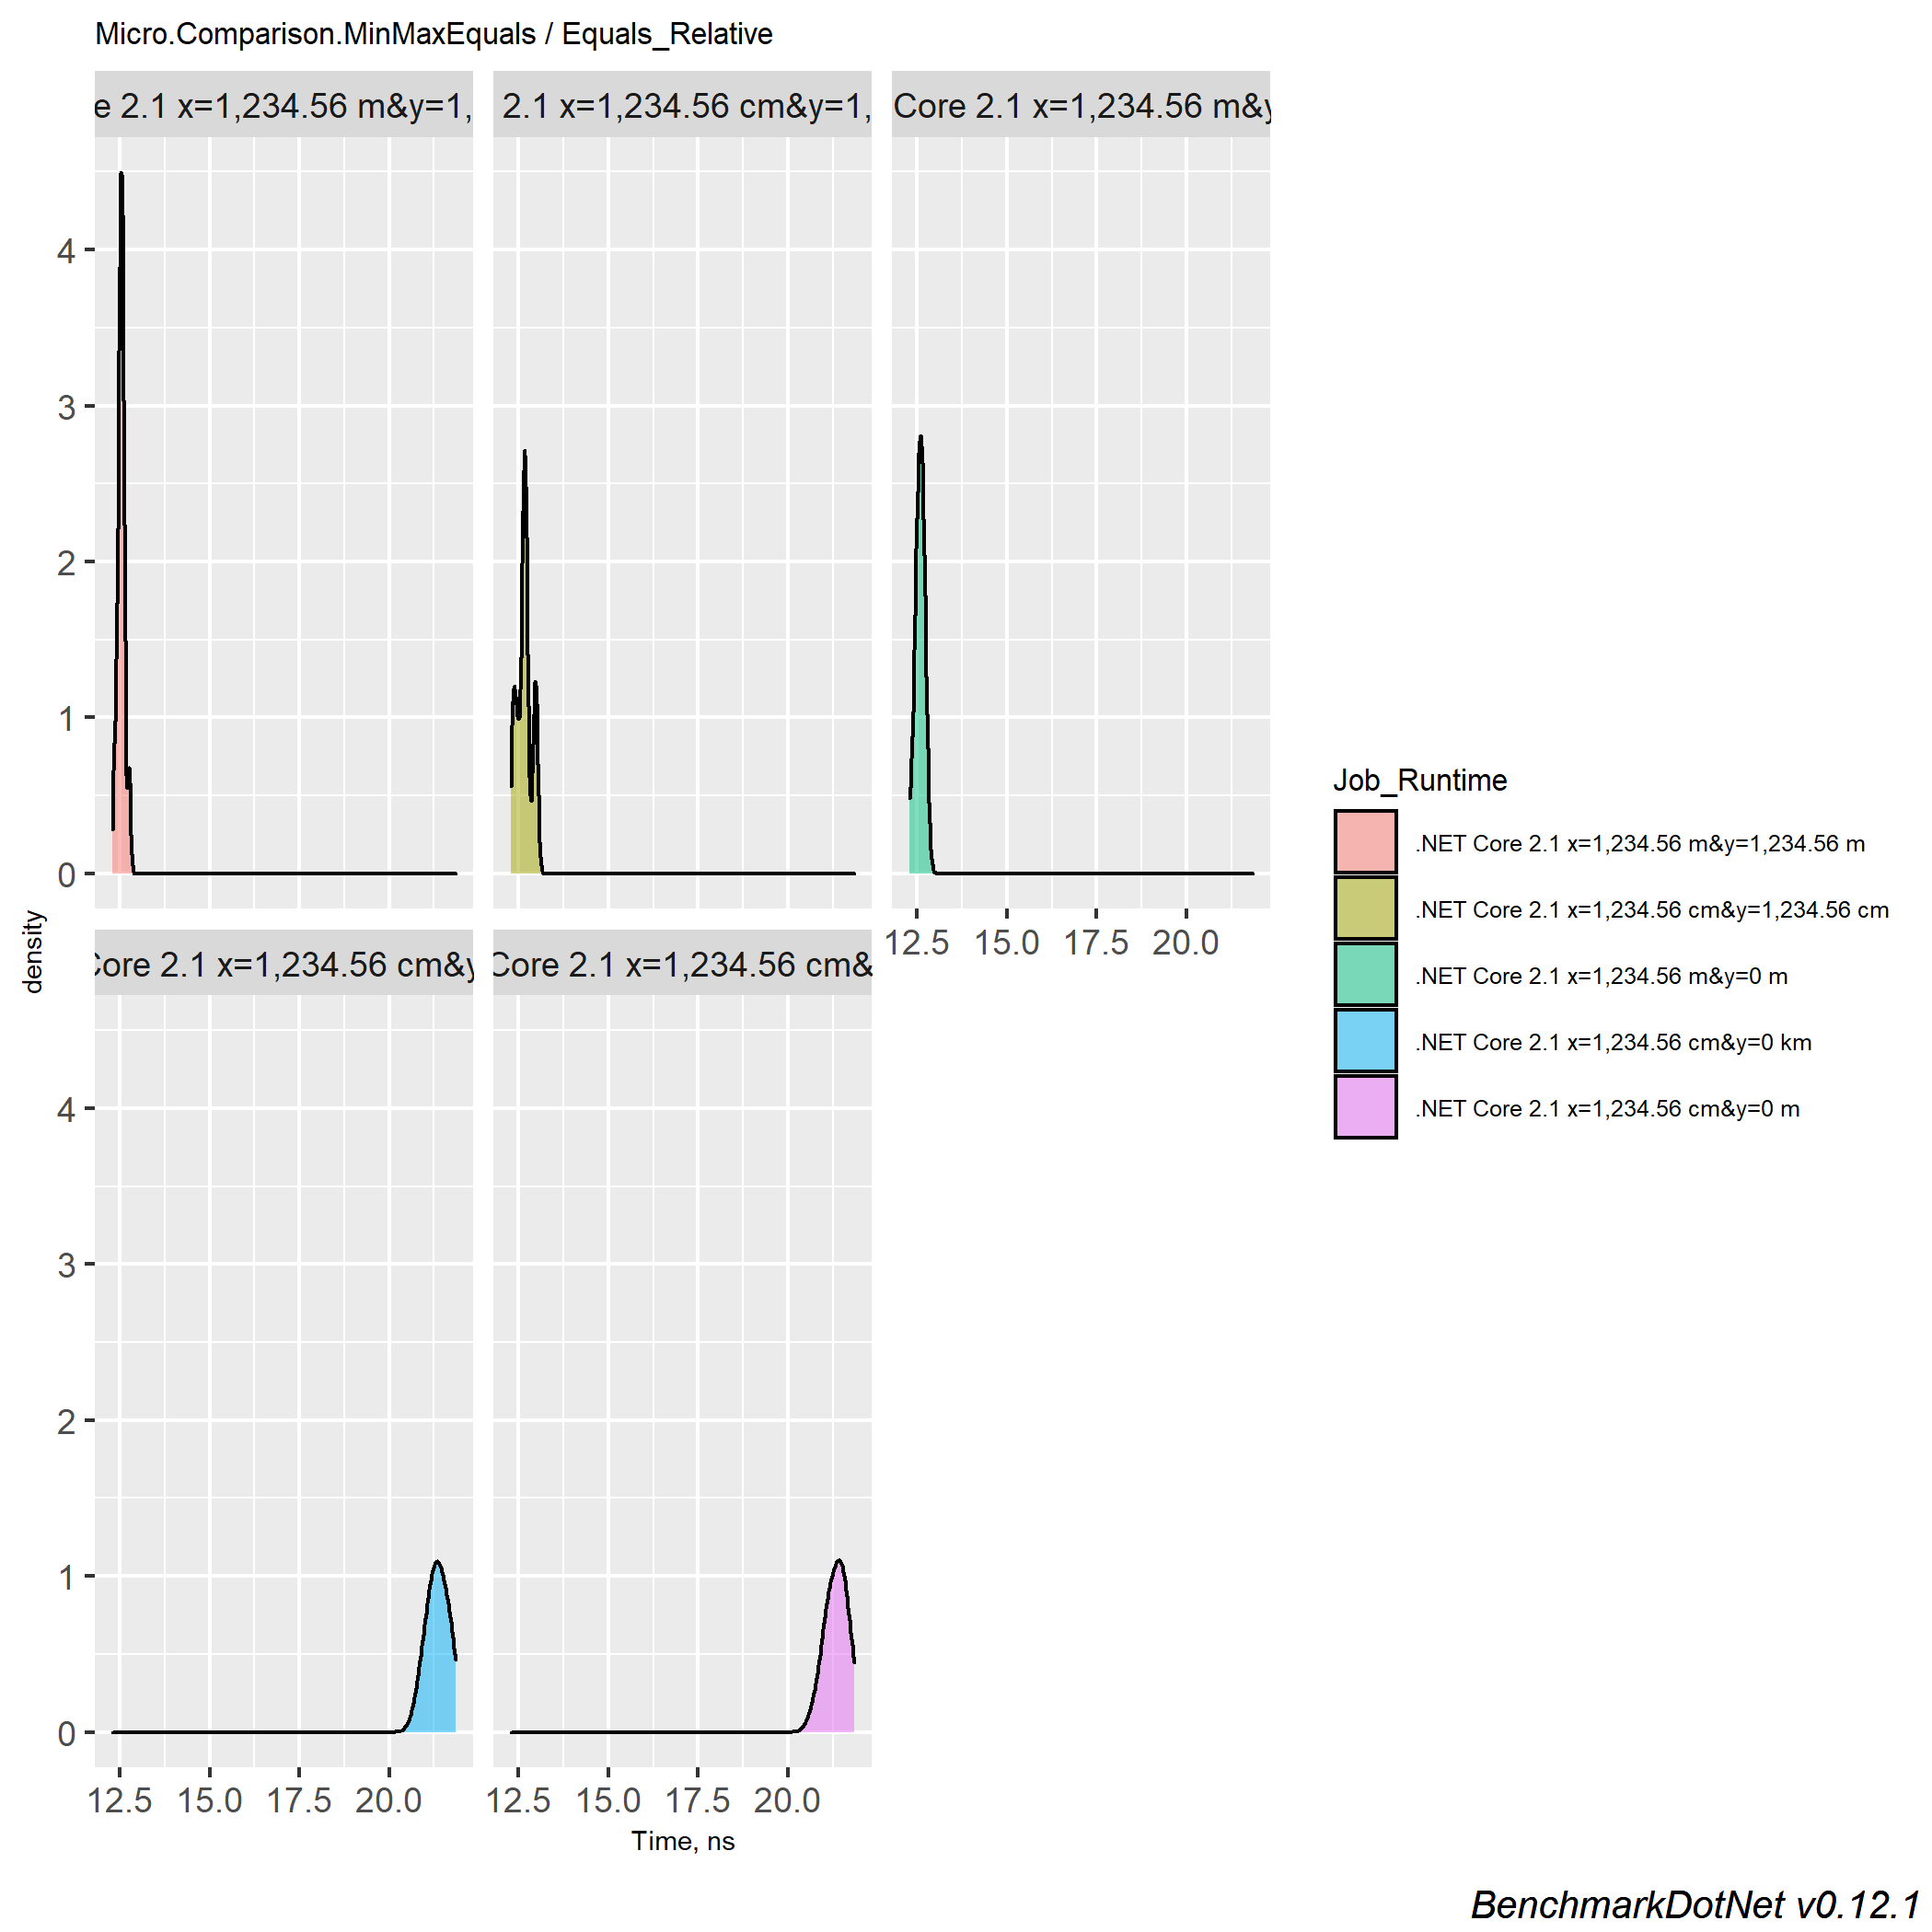 Micro.Comparison.MinMaxEquals / Equals_Relative
e 2.1 x=1,234.56 m&y=1,
2.1 x=1,234.56 cm&y=1,
Core 2.1 x=1,234.56 m&y
4
3
2
1
0
12.5 15.0 17.5 20.0
density
Core 2.1 x=1,234.56 cm&y
Core 2.1 x=1,234.56 cm&
4
3
2
1
0
12.5 15.0 17.5 20.0
12.5 15.0 17.5 20.0
Time, ns
Job_Runtime
.NET Core 2.1 x=1,234.56 m&y=1,234.56 m
.NET Core 2.1 x=1,234.56 cm&y=1,234.56 cm
.NET Core 2.1 x=1,234.56 m&y=0 m
.NET Core 2.1 x=1,234.56 cm&y=0 km
.NET Core 2.1 x=1,234.56 cm&y=0 m
BenchmarkDotNet v0.12.1